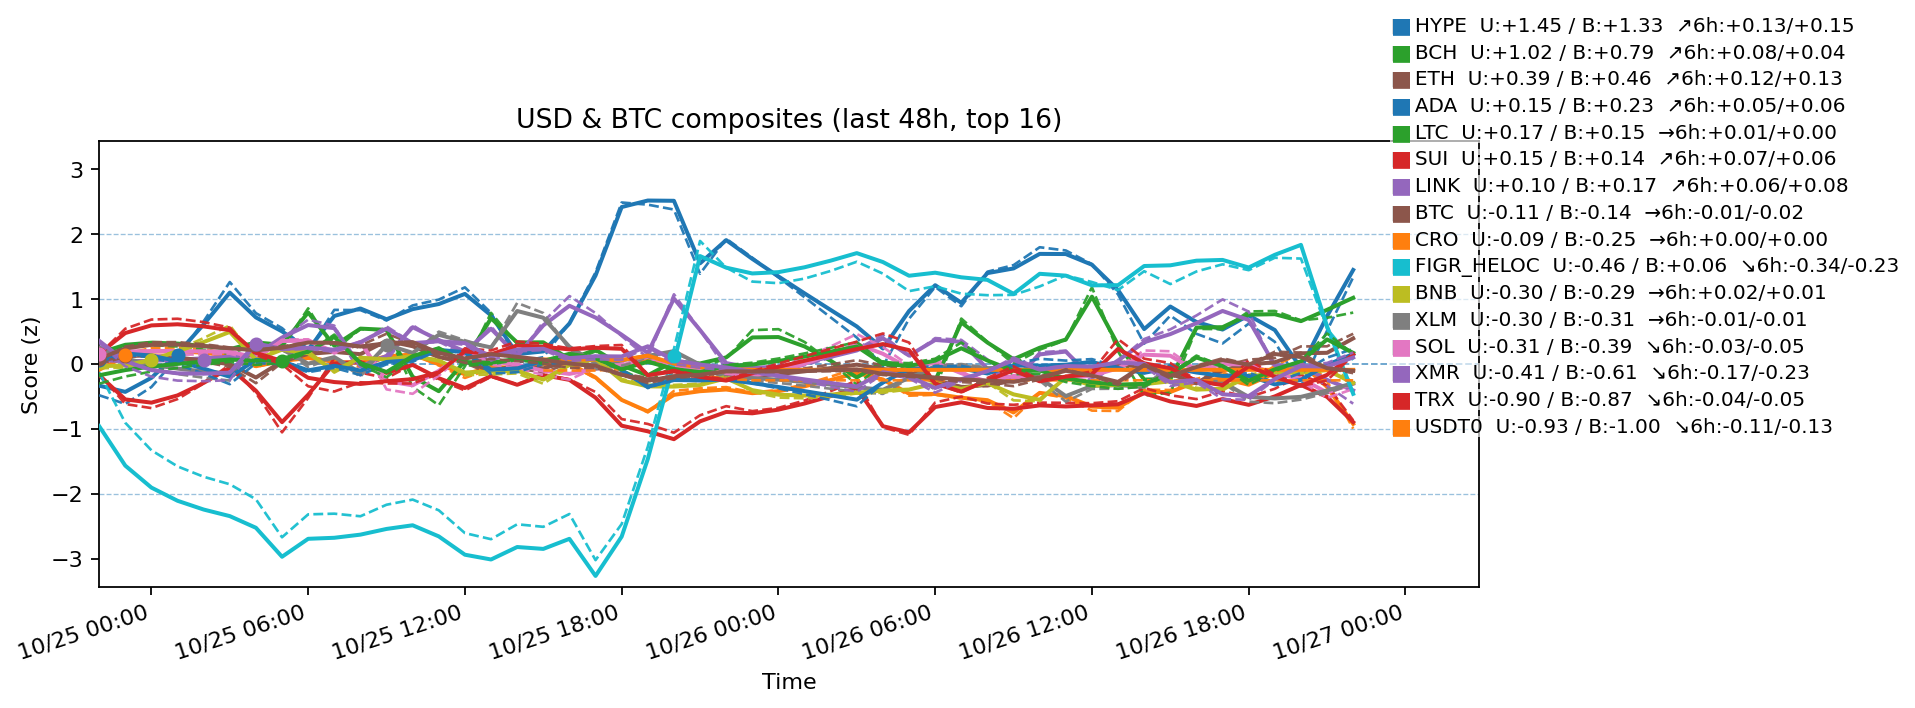 HYPE  U:+1.45 / B:+1.33  ↗6h:+0.13/+0.15
BCH  U:+1.02 / B:+0.79  ↗6h:+0.08/+0.04
ETH  U:+0.39 / B:+0.46  ↗6h:+0.12/+0.13
ADA  U:+0.15 / B:+0.23  ↗6h:+0.05/+0.06
LTC  U:+0.17 / B:+0.15  →6h:+0.01/+0.00
SUI  U:+0.15 / B:+0.14  ↗6h:+0.07/+0.06
LINK  U:+0.10 / B:+0.17  ↗6h:+0.06/+0.08
BTC  U:-0.11 / B:-0.14  →6h:-0.01/-0.02
CRO  U:-0.09 / B:-0.25  →6h:+0.00/+0.00
FIGR_HELOC  U:-0.46 / B:+0.06  ↘6h:-0.34/-0.23
BNB  U:-0.30 / B:-0.29  →6h:+0.02/+0.01
XLM  U:-0.30 / B:-0.31  →6h:-0.01/-0.01
SOL  U:-0.31 / B:-0.39  ↘6h:-0.03/-0.05
XMR  U:-0.41 / B:-0.61  ↘6h:-0.17/-0.23
TRX  U:-0.90 / B:-0.87  ↘6h:-0.04/-0.05
USDT0  U:-0.93 / B:-1.00  ↘6h:-0.11/-0.13
USD & BTC composites (last 48h, top 16)
Score (z)
3
2
1
0
−1
−2
−3
10/25 00:00
10/25 06:00
10/25 12:00
10/25 18:00
10/26 00:00
10/26 06:00
10/26 12:00
10/26 18:00
10/27 00:00
Time